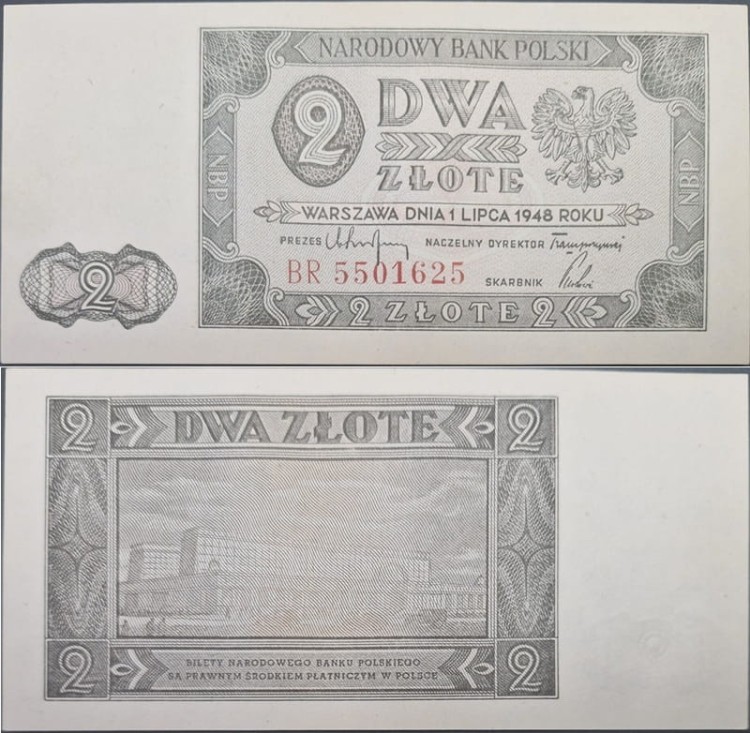 NARODOWY BANK POLSKI
2 DWA
ZŁOTE
NBP
NBP
WARSZAWA DNIA 1 LIPCA 1948 ROKU
PREZES NACZELNY DYREKTOR
BR 5501625 SKARBNIK
2
2 ZŁOTE 2
2 DWA ZŁOTE 2
BILETY NARODOWEGO BANKU POLSKIEGO
SĄ PRAWNYM ŚRODKIEM PŁATNICZYM W POLSCE
2 2